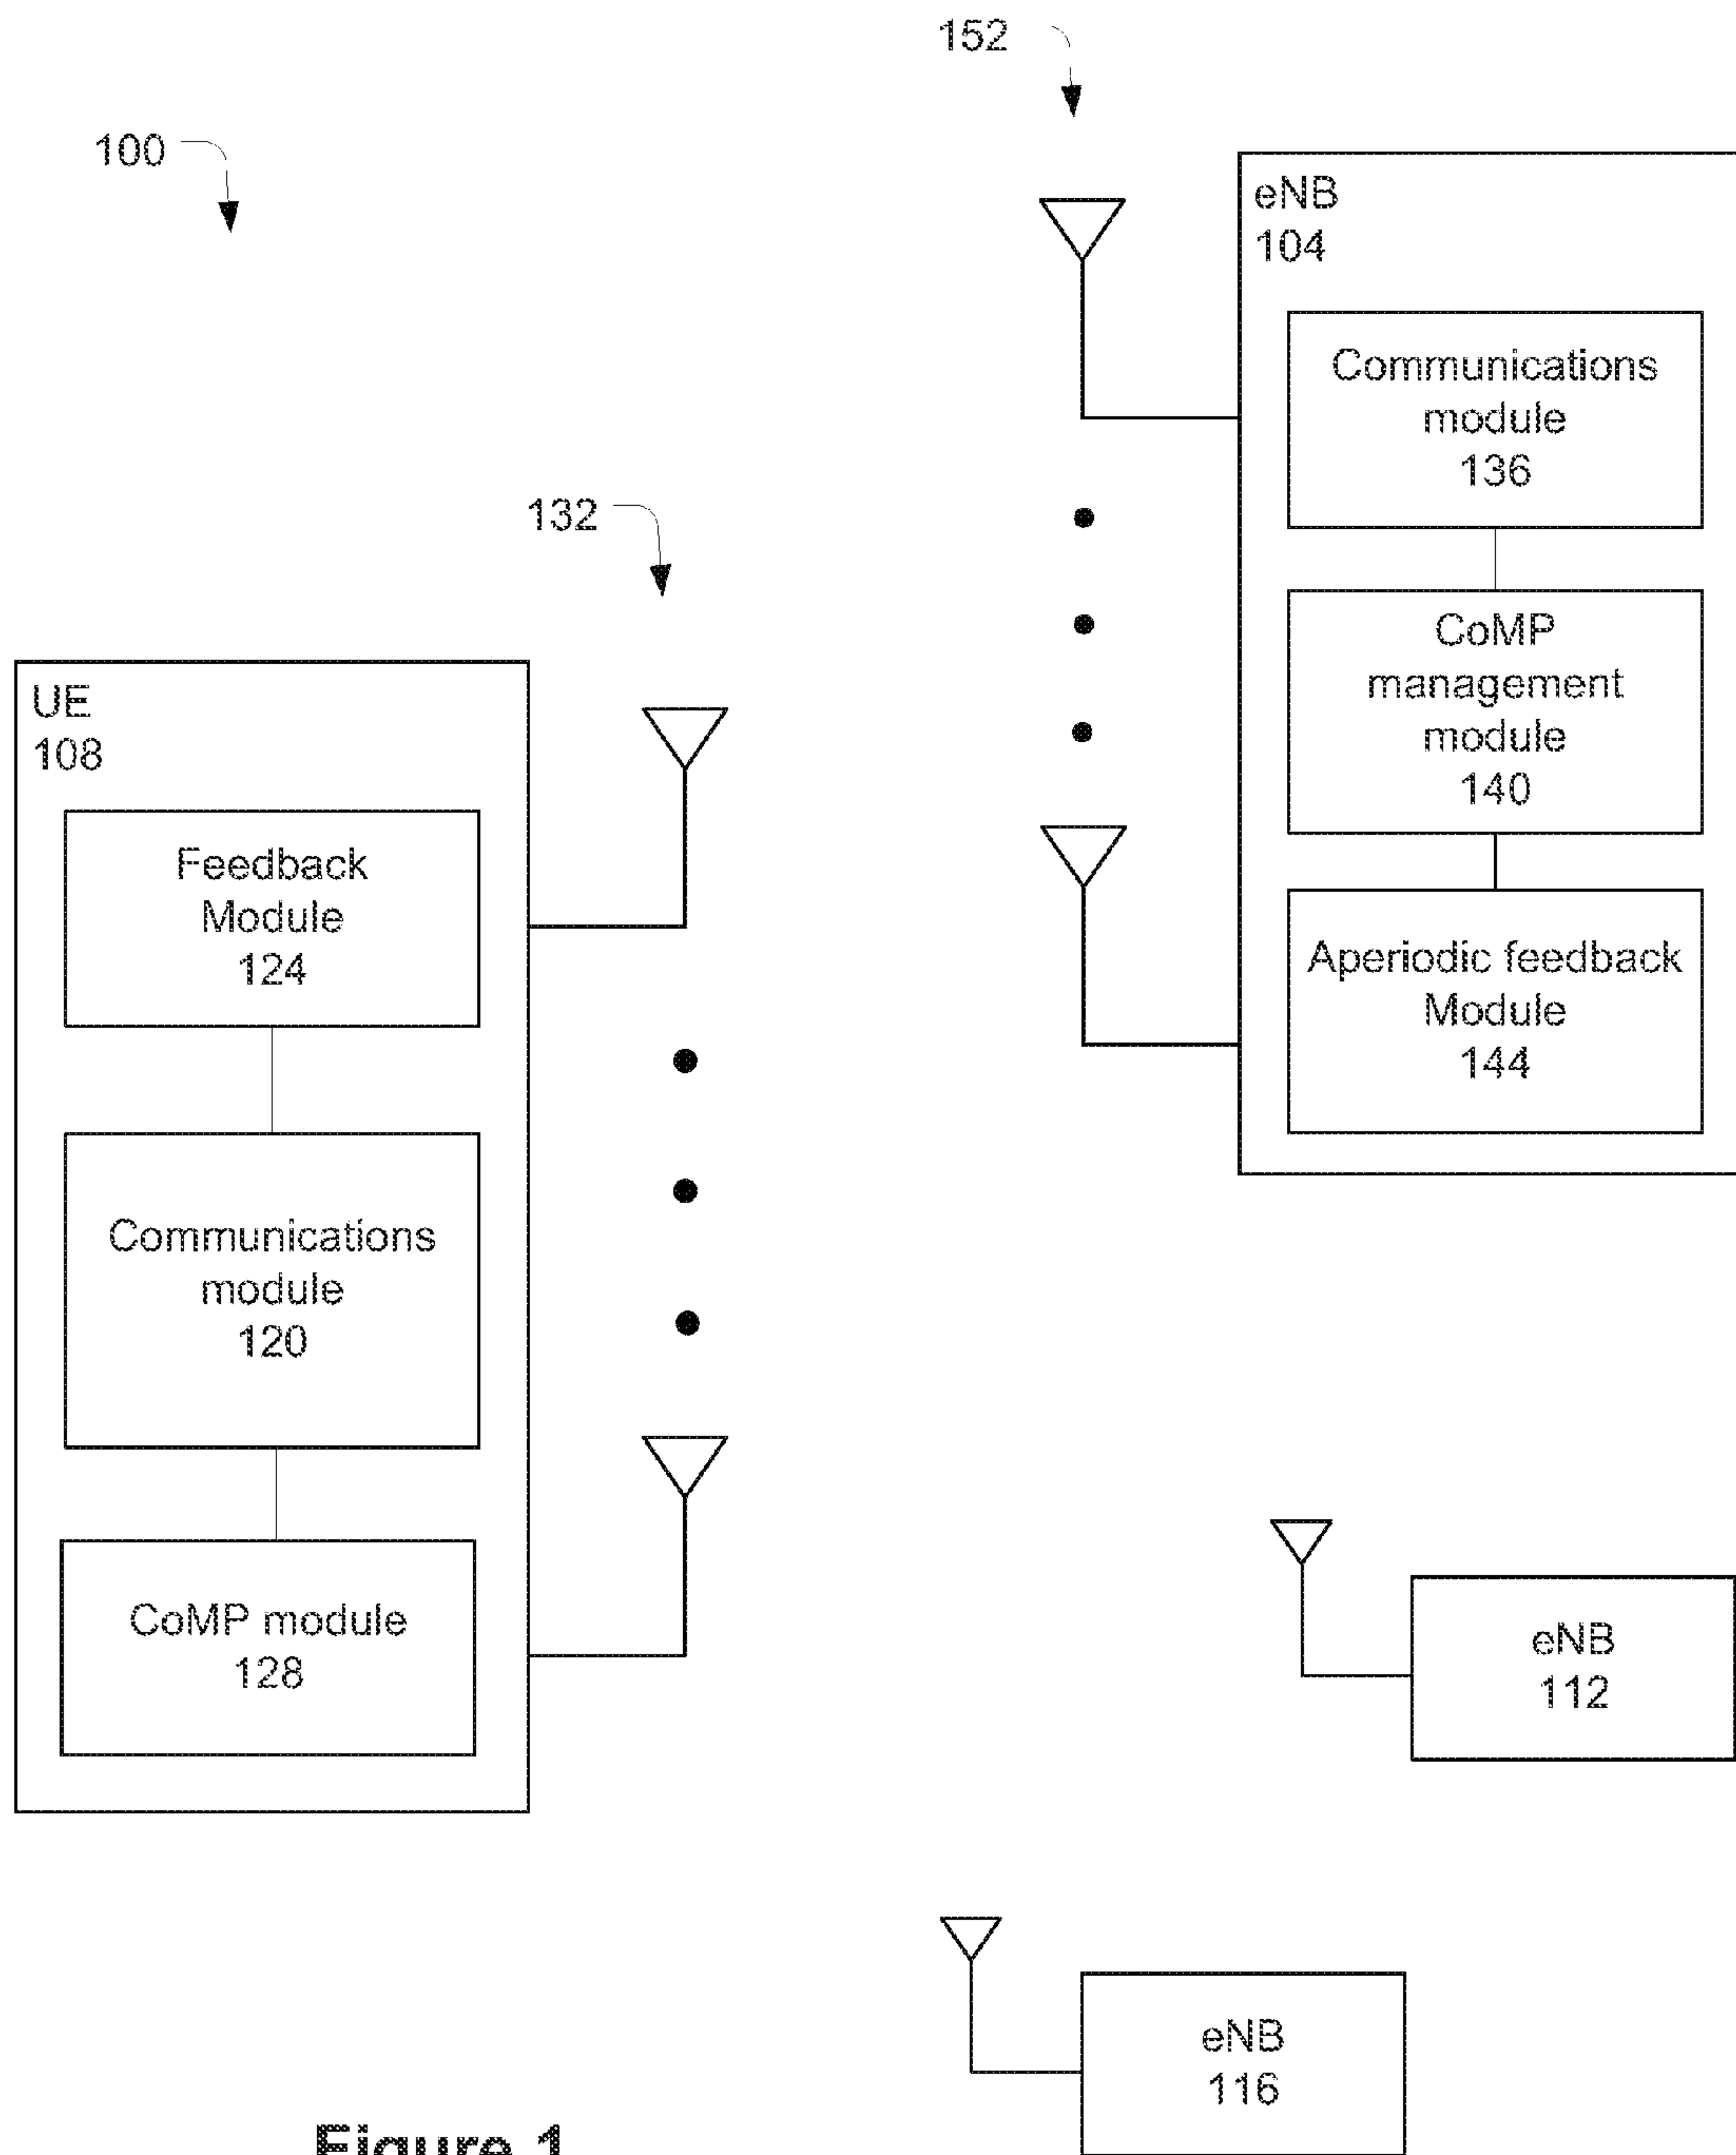 152
100
eNB
104
Communications
module
136
132
CoMP
management
module
140
UE
108
Feedback
Module
124
Aperiodic feedback
Module
144
Communications
module
120
CoMP module
128
eNB
112
eNB
116
Figure 1